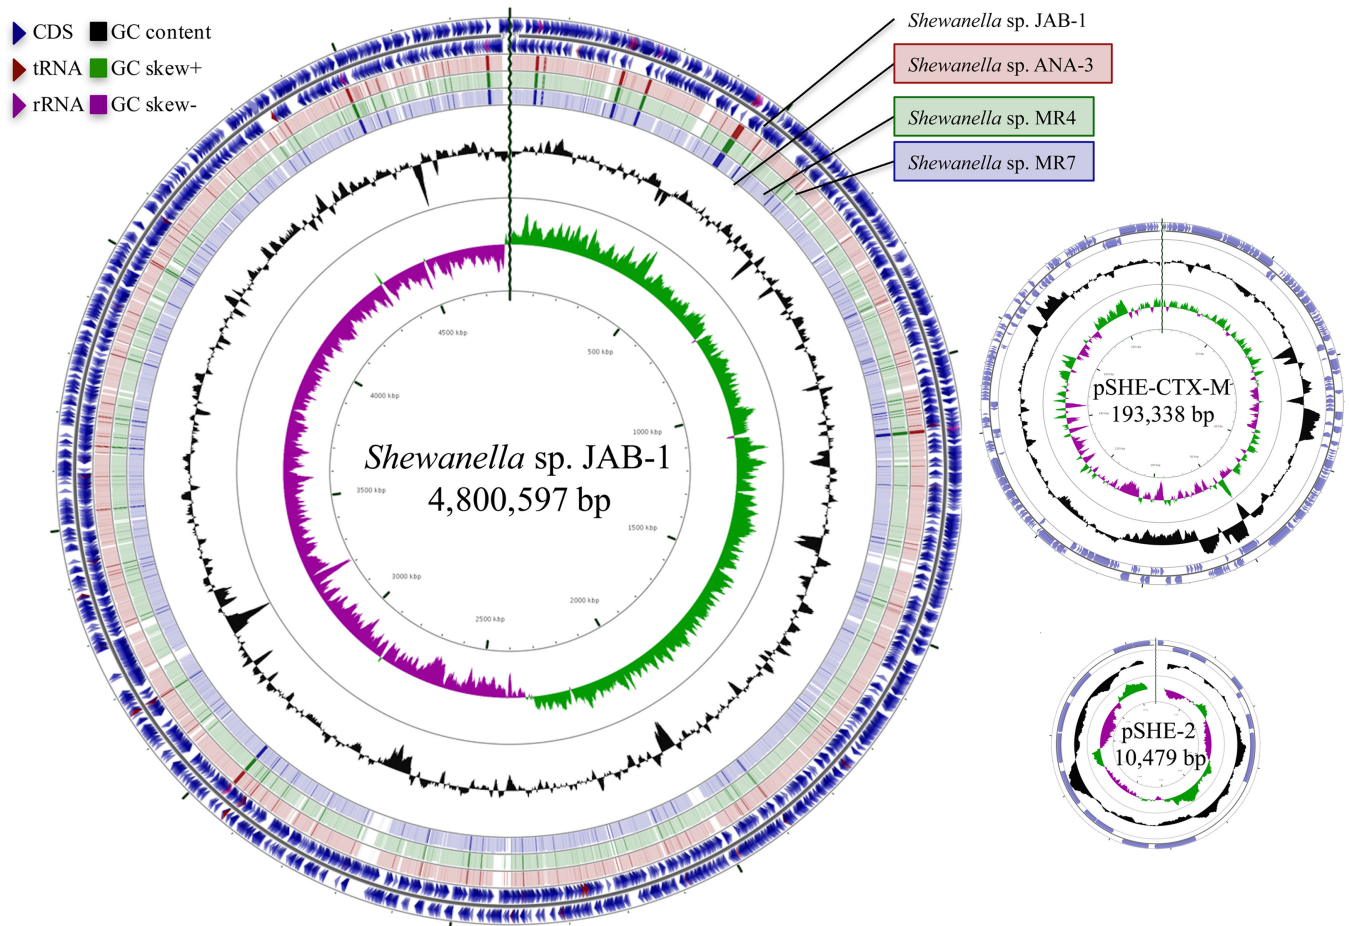 CDS
GC content
tRNA
GC skew+
rRNA
GC skew-
Shewanella sp. JAB-1
Shewanella sp. ANA-3
Shewanella sp. MR4
Shewanella sp. MR7
4500 kbp
500 kbp
4000 kbp
1000 kbp
Shewanella sp. JAB-1
4,800,597 bp
3500 kbp
1500 kbp
3000 kbp
2000 kbp
2500 kbp
pSHE-CTX-M
193,338 bp
pSHE-2
10,479 bp